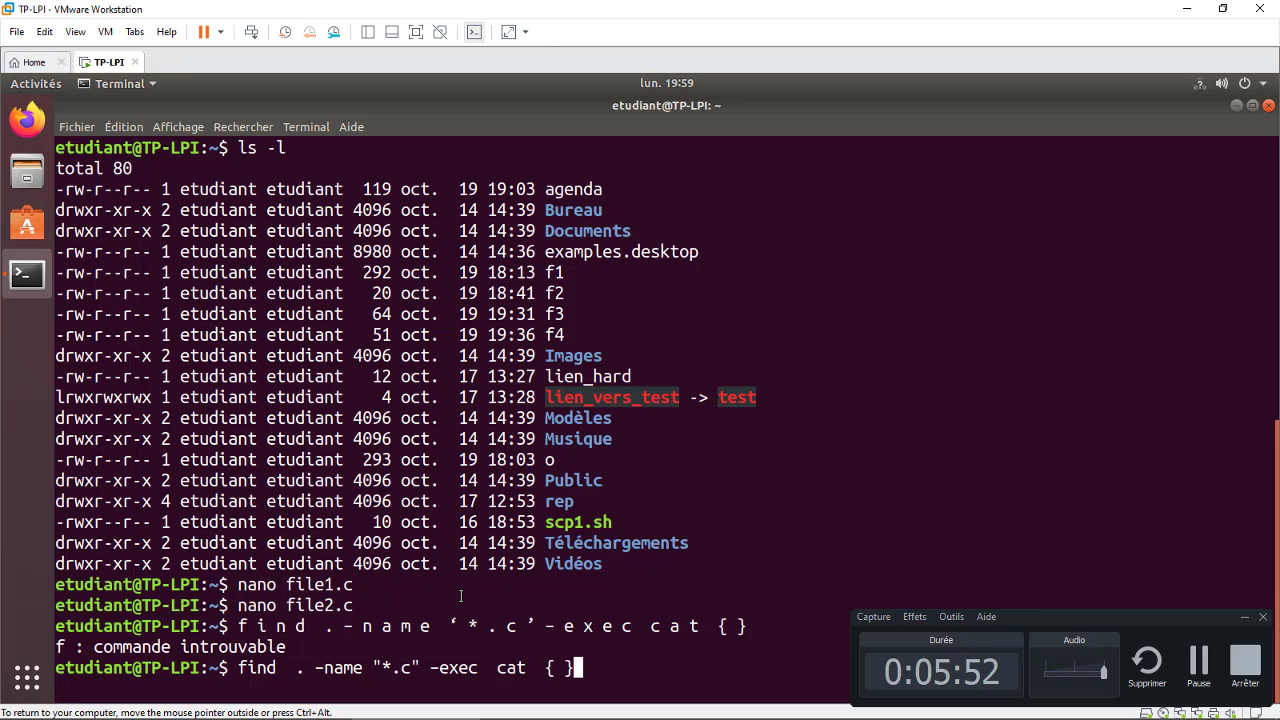 TP-LPI - VMware Workstation
File Edit View VM Tabs Help
Home TP-LPI
Activités Terminal lun. 19:59
etudiant@TP-LPI: ~
Fichier Édition Affichage Rechercher Terminal Aide
etudiant@TP-LPI:~$ ls -l
total 80
-rw-r--r-- 1 etudiant etudiant 119 oct. 19 19:03 agenda
drwxr-xr-x 2 etudiant etudiant 4096 oct. 14 14:39 Bureau
drwxr-xr-x 2 etudiant etudiant 4096 oct. 14 14:39 Documents
-rw-r--r-- 1 etudiant etudiant 8980 oct. 14 14:36 examples.desktop
-rw-r--r-- 1 etudiant etudiant 292 oct. 19 18:13 f1
-rw-r--r-- 1 etudiant etudiant 20 oct. 19 18:41 f2
-rw-r--r-- 1 etudiant etudiant 64 oct. 19 19:31 f3
-rw-r--r-- 1 etudiant etudiant 51 oct. 19 19:36 f4
drwxr-xr-x 2 etudiant etudiant 4096 oct. 14 14:39 Images
-rw-r--r-- 1 etudiant etudiant 12 oct. 17 13:27 lien_hard
lrwxrwxrwx 1 etudiant etudiant 4 oct. 17 13:28 lien_vers_test -> test
drwxr-xr-x 2 etudiant etudiant 4096 oct. 14 14:39 Modèles
drwxr-xr-x 2 etudiant etudiant 4096 oct. 14 14:39 Musique
-rw-r--r-- 1 etudiant etudiant 293 oct. 19 18:03 o
drwxr-xr-x 2 etudiant etudiant 4096 oct. 14 14:39 Public
drwxr-xr-x 4 etudiant etudiant 4096 oct. 17 12:53 rep
-rwxr--r-- 1 etudiant etudiant 10 oct. 16 18:53 scp1.sh
drwxr-xr-x 2 etudiant etudiant 4096 oct. 14 14:39 Téléchargements
drwxr-xr-x 2 etudiant etudiant 4096 oct. 14 14:39 Vidéos
etudiant@TP-LPI:~$ nano file1.c
etudiant@TP-LPI:~$ nano file2.c
etudiant@TP-LPI:~$ f i n d . – n a m e ‘ * . c ’ – e x e c c a t { }
f : commande introuvable
etudiant@TP-LPI:~$ find . –name "*.c" –exec cat { }
Capture Effets Outils Aide
Durée Audio
0:05:52
Supprimer Pause Arrêter
To return to your computer, move the mouse pointer outside or press Ctrl+Alt.